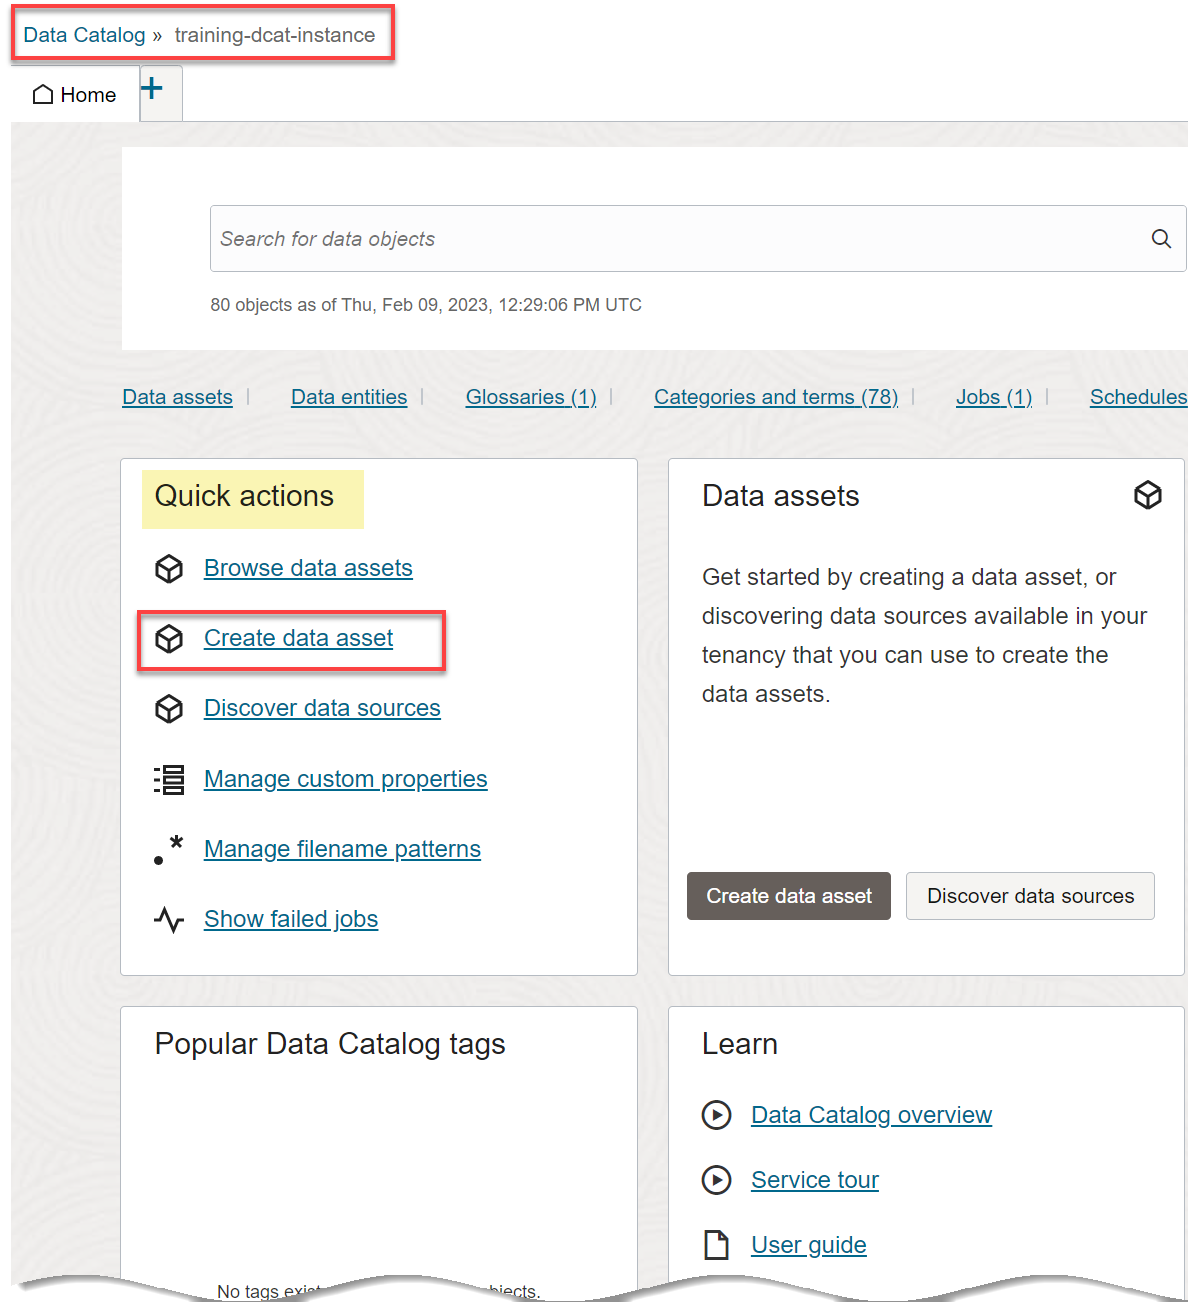 Data Catalog » training-dcat-instance
Home
Search for data objects
80 objects as of Thu, Feb 09, 2023, 12:29:06 PM UTC
Data assets | Data entities | Glossaries (1) | Categories and terms (78) | Jobs (1) | Schedules
Quick actions
Browse data assets
Create data asset
Discover data sources
Manage custom properties
Manage filename patterns
Show failed jobs
Data assets
Get started by creating a data asset, or
discovering data sources available in your
tenancy that you can use to create the
data assets.
Create data asset
Discover data sources
Popular Data Catalog tags
No tags
Learn
Data Catalog overview
Service tour
User guide